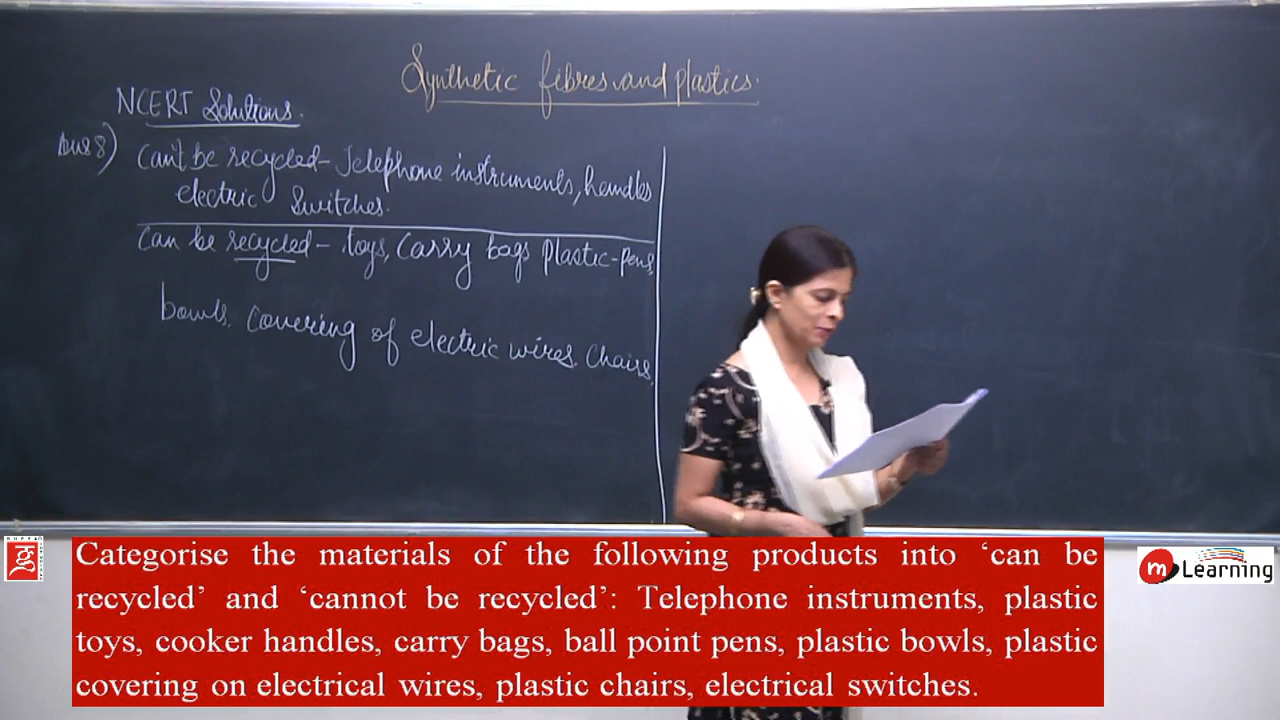 Synthetic fibres and plastics.
NCERT Solutions.
Ans 8) Can't be recycled- Telephone instruments, handles
electric Switches.
Can be recycled - toys, Carry bags plastic-pens,
bowls. Covering of electric wires. Chairs.
Categorise the materials of the following products into ‘can be
recycled’ and ‘cannot be recycled’: Telephone instruments, plastic
toys, cooker handles, carry bags, ball point pens, plastic bowls, plastic
covering on electrical wires, plastic chairs, electrical switches.
m Learning